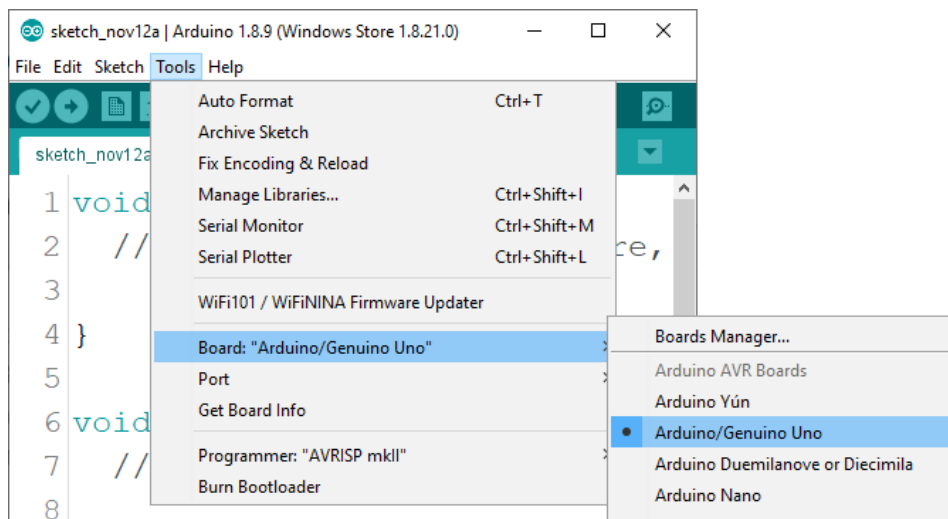 sketch_nov12a | Arduino 1.8.9 (Windows Store 1.8.21.0)
File Edit Sketch Tools Help
sketch_nov12a
Auto Format Ctrl+T
Archive Sketch
Fix Encoding & Reload
Manage Libraries... Ctrl+Shift+I
Serial Monitor Ctrl+Shift+M
Serial Plotter Ctrl+Shift+L
WiFi101 / WiFiNINA Firmware Updater
Board: "Arduino/Genuino Uno"
Port
Get Board Info
Programmer: "AVRISP mkII"
Burn Bootloader
Boards Manager...
Arduino AVR Boards
Arduino Yún
Arduino/Genuino Uno
Arduino Duemilanove or Diecimila
Arduino Nano
1 void
2 // re,
3
4 }
5
6 void
7 //
8